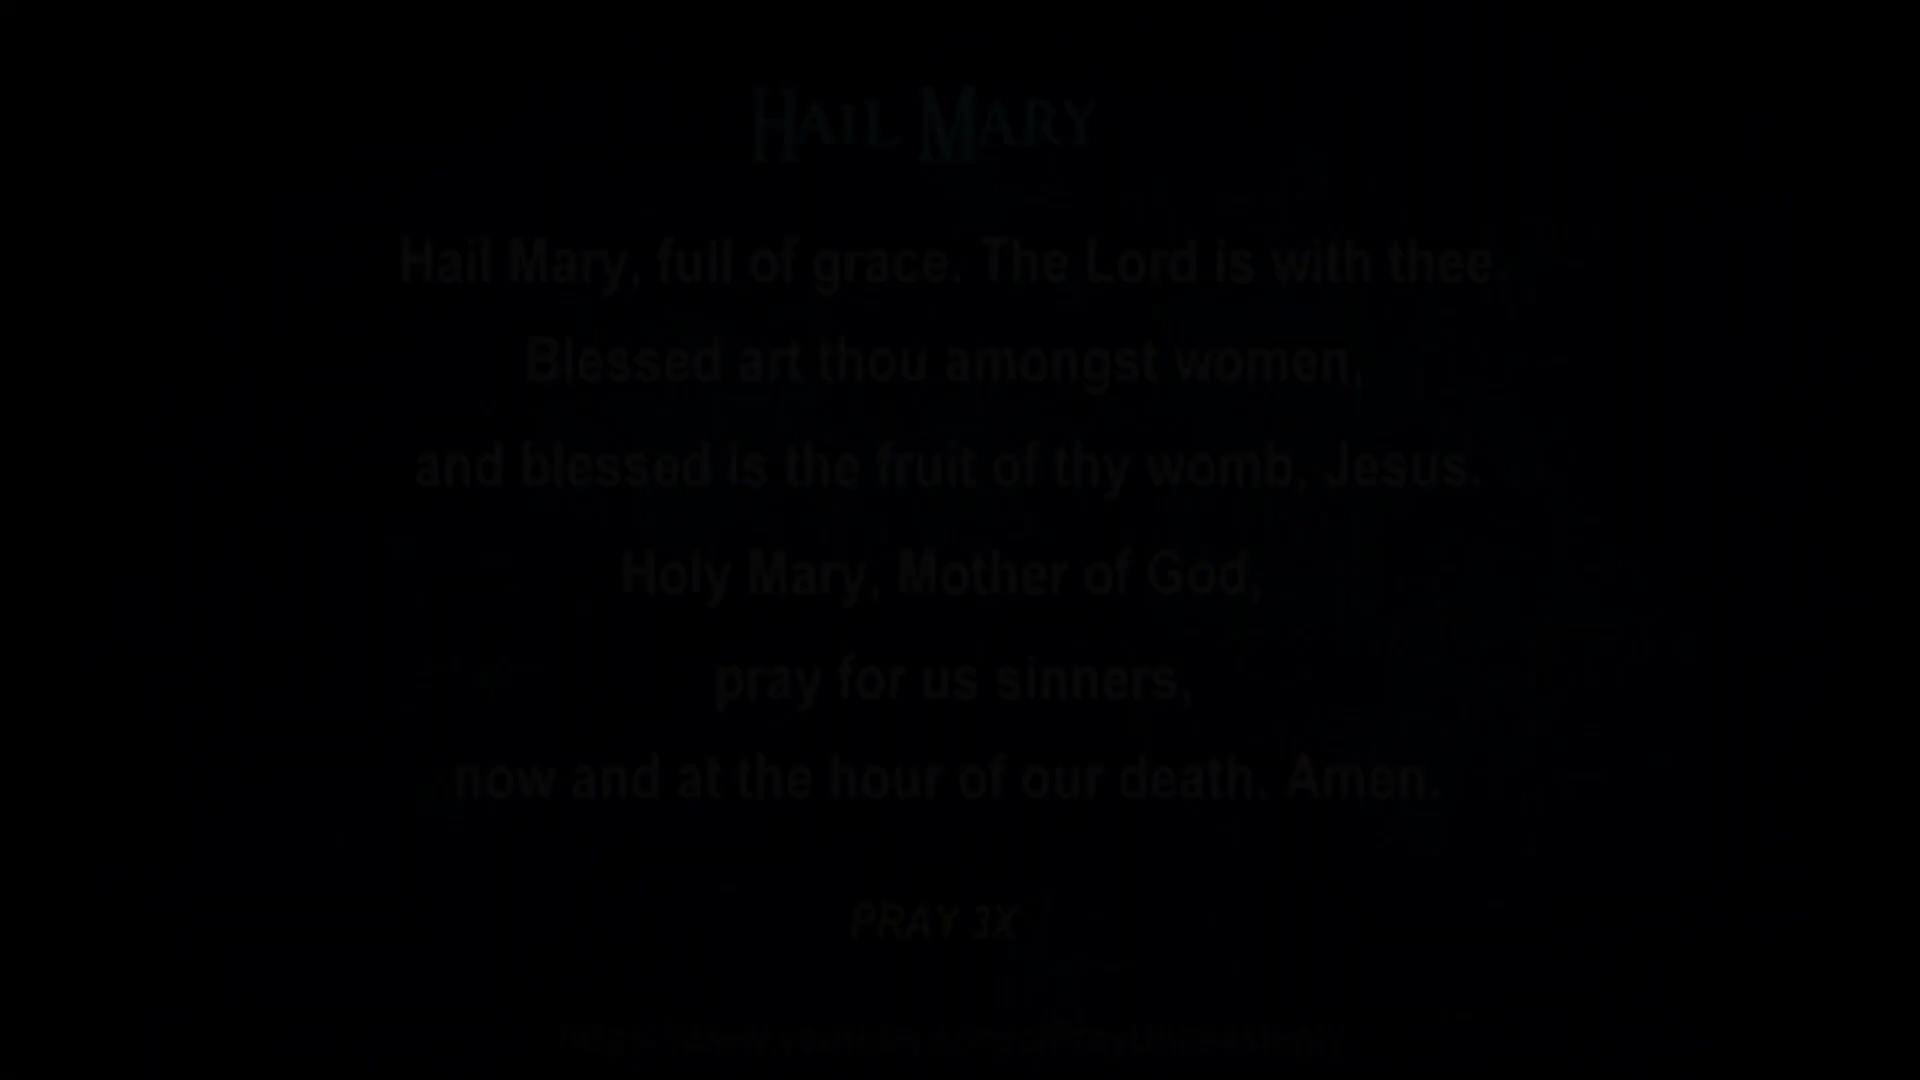 Hail Mary
Hail Mary, full of grace. The Lord is with thee.
Blessed art thou amongst women,
and blessed is the fruit of thy womb, Jesus.
Holy Mary, Mother of God,
pray for us sinners,
now and at the hour of our death. Amen.
PRAY 3X